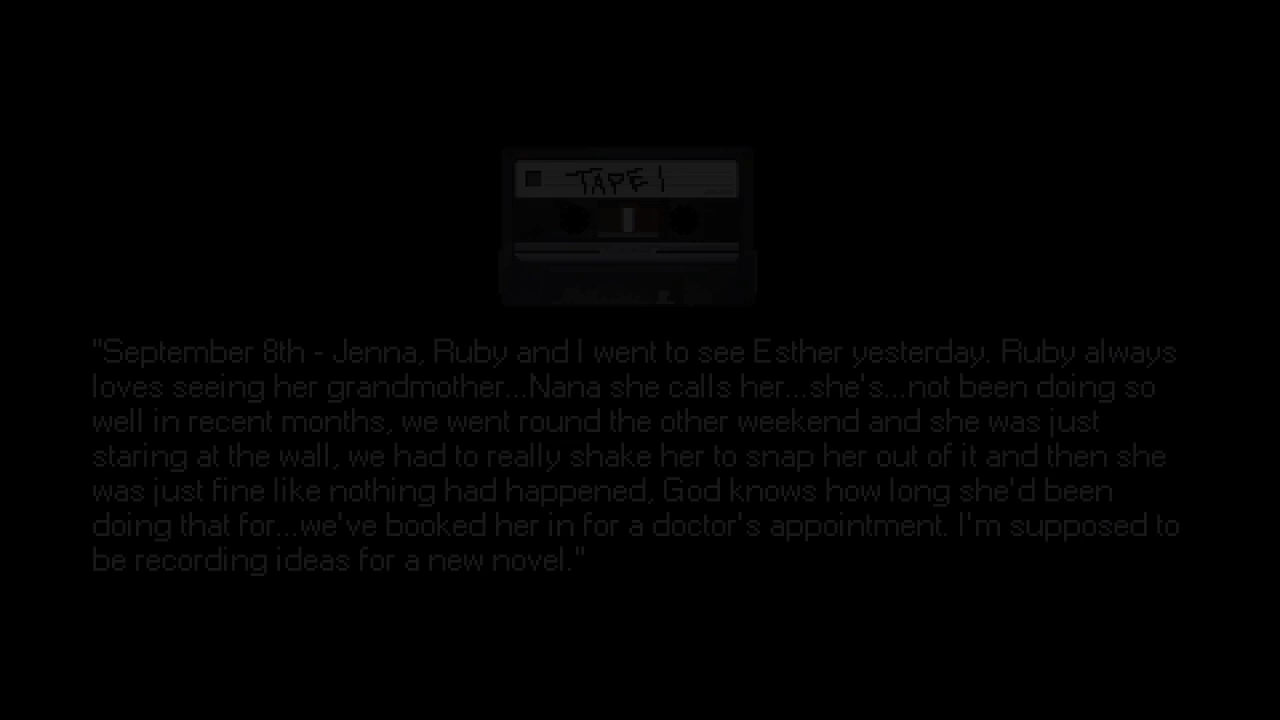 TAPE 1
"September 8th - Jenna, Ruby and I went to see Esther yesterday. Ruby always
loves seeing her grandmother...Nana she calls her...she's...not been doing so
well in recent months, we went round the other weekend and she was just
staring at the wall, we had to really shake her to snap her out of it and then she
was just fine like nothing had happened, God knows how long she'd been
doing that for...we've booked her in for a doctor's appointment. I'm supposed to
be recording ideas for a new novel."